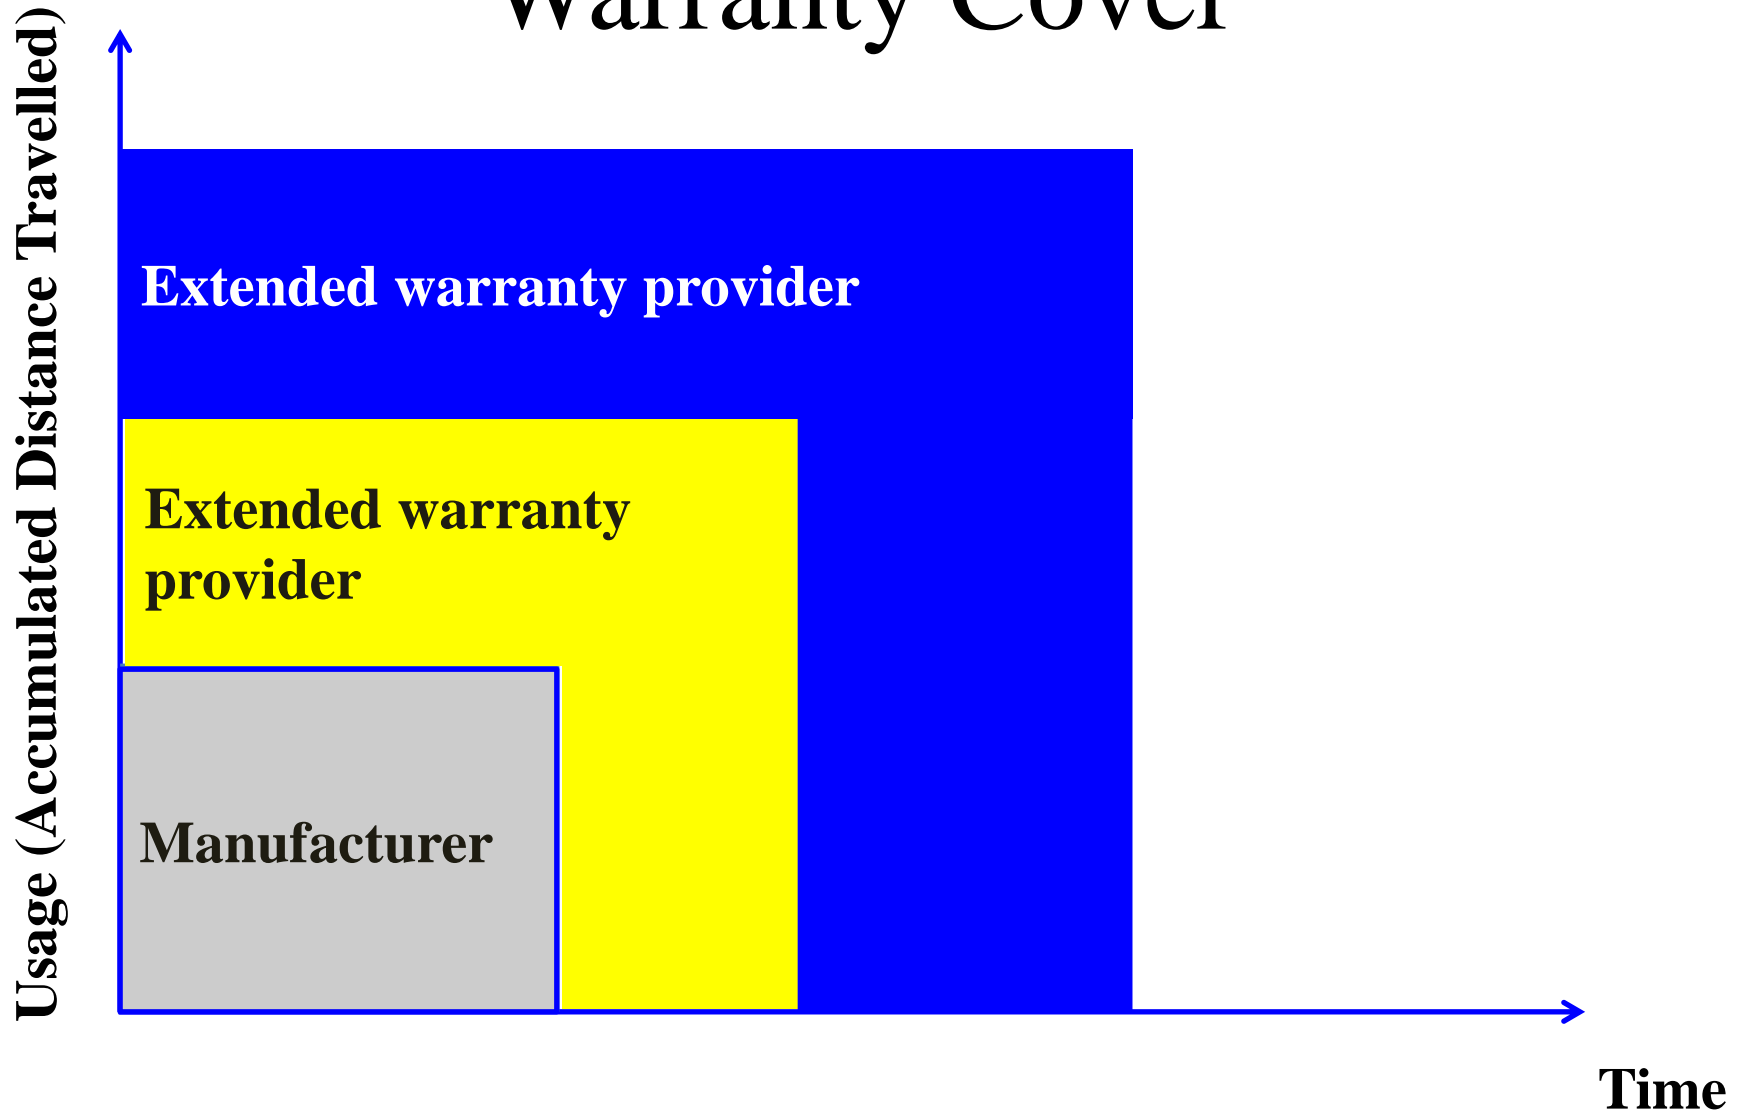 Warranty Cover
Usage (Accumulated Distance Travelled)
Extended warranty provider
Extended warranty
provider
Manufacturer
Time